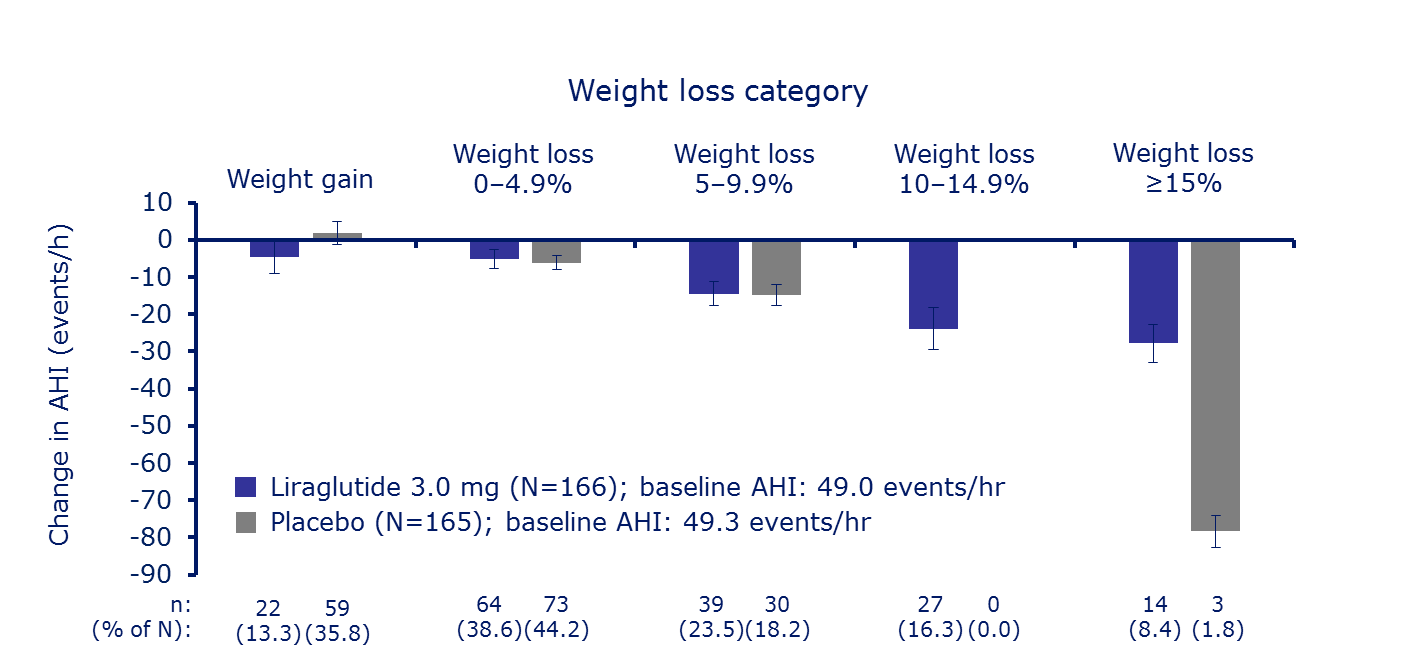 Weight loss category
Weight gain
Weight loss
0–4.9%
Weight loss
5–9.9%
Weight loss
10–14.9%
Weight loss
≥15%
Change in AHI (events/h)
10
0
-10
-20
-30
-40
-50
-60
-70
-80
-90
Liraglutide 3.0 mg (N=166); baseline AHI: 49.0 events/hr
Placebo (N=165); baseline AHI: 49.3 events/hr
n: 22 59 64 73 39 30 27 0 14 3
(% of N): (13.3) (35.8) (38.6) (44.2) (23.5) (18.2) (16.3) (0.0) (8.4) (1.8)